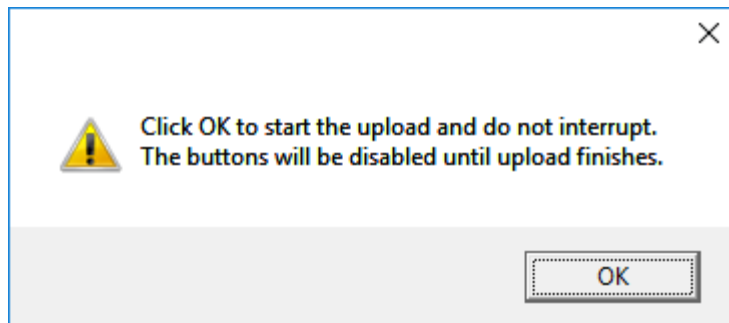 Click OK to start the upload and do not interrupt.
The buttons will be disabled until upload finishes.
OK